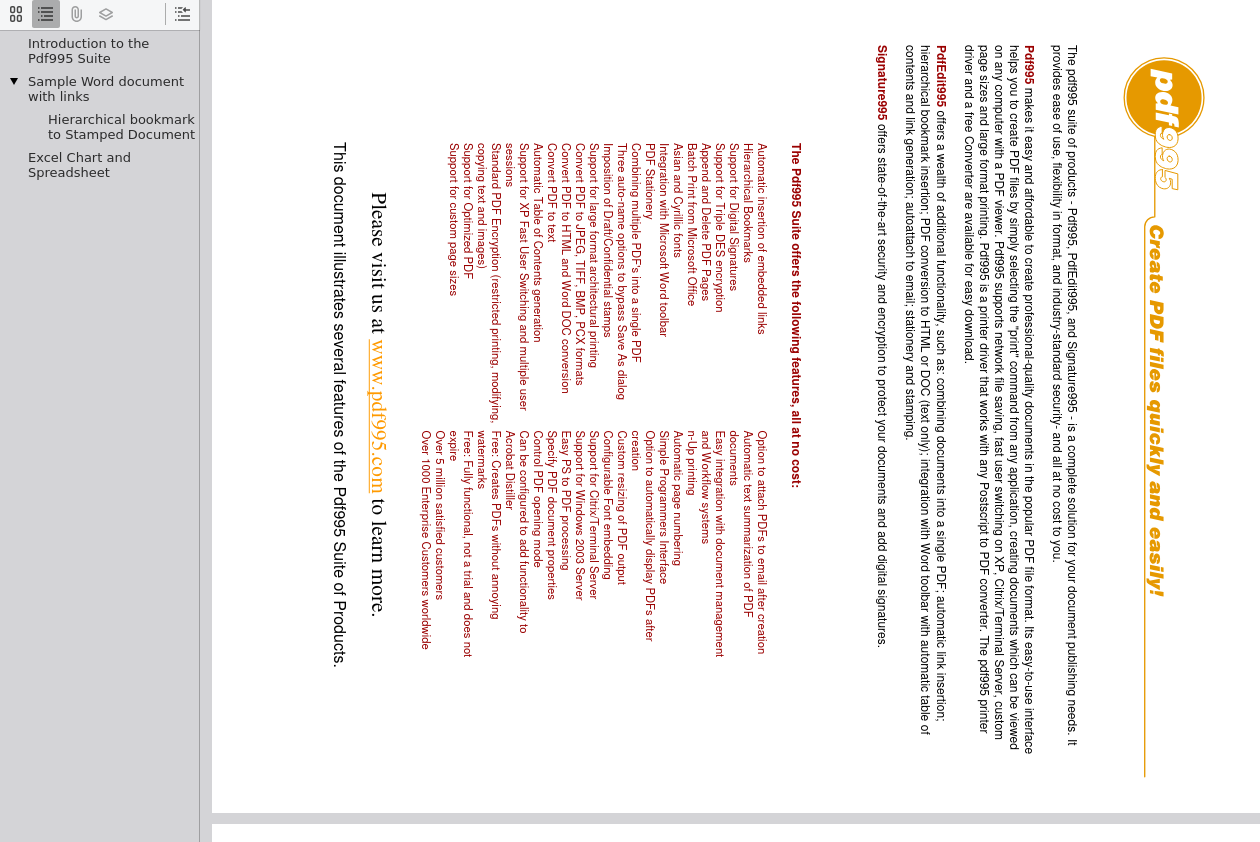 Introduction to the
Pdf995 Suite
Sample Word document
with links
Hierarchical bookmark
to Stamped Document
Excel Chart and
Spreadsheet
pdf995
Create PDF files quickly and easily!
The pdf995 suite of products - Pdf995, PdfEdit995, and Signature995 - is a complete solution for your document publishing needs. It
provides ease of use, flexibility in format, and industry-standard security- and all at no cost to you.
Pdf995 makes it easy and affordable to create professional-quality documents in the popular PDF file format. Its easy-to-use interface
helps you to create PDF files by simply selecting the "print" command from any application, creating documents which can be viewed
on any computer with a PDF viewer. Pdf995 supports network file saving, fast user switching on XP, Citrix/Terminal Server, custom
page sizes and large format printing. Pdf995 is a printer driver that works with any Postscript to PDF converter. The pdf995 printer
driver and a free Converter are available for easy download.
PdfEdit995 offers a wealth of additional functionality, such as: combining documents into a single PDF; automatic link insertion;
hierarchical bookmark insertion; PDF conversion to HTML or DOC (text only); integration with Word toolbar with automatic table of
contents and link generation; autoattach to email; stationery and stamping.
Signature995 offers state-of-the-art security and encryption to protect your documents and add digital signatures.
The Pdf995 Suite offers the following features, all at no cost:
Automatic insertion of embedded links
Hierarchical Bookmarks
Support for Digital Signatures
Support for Triple DES encryption
Append and Delete PDF Pages
Batch Print from Microsoft Office
Asian and Cyrillic fonts
Integration with Microsoft Word toolbar
PDF Stationery
Combining multiple PDF's into a single PDF
Three auto-name options to bypass Save As dialog
Imposition of Draft/Confidential stamps
Support for large format architectural printing
Convert PDF to JPEG, TIFF, BMP, PCX formats
Convert PDF to HTML and Word DOC conversion
Convert PDF to text
Automatic Table of Contents generation
Support for XP Fast User Switching and multiple user
sessions
Standard PDF Encryption (restricted printing, modifying,
copying text and images)
Support for Optimized PDF
Support for custom page sizes
Option to attach PDFs to email after creation
Automatic text summarization of PDF
documents
Easy integration with document management
and Workflow systems
n-Up printing
Automatic page numbering
Simple Programmers Interface
Option to automatically display PDFs after
creation
Custom resizing of PDF output
Configurable Font embedding
Support for Citrix/Terminal Server
Support for Windows 2003 Server
Easy PS to PDF processing
Specify PDF document properties
Control PDF opening mode
Can be configured to add functionality to
Acrobat Distiller
Free: Creates PDFs without annoying
watermarks
Free: Fully functional, not a trial and does not
expire
Over 5 million satisfied customers
Over 1000 Enterprise Customers worldwide
Please visit us at www.pdf995.com to learn more.
This document illustrates several features of the Pdf995 Suite of Products.